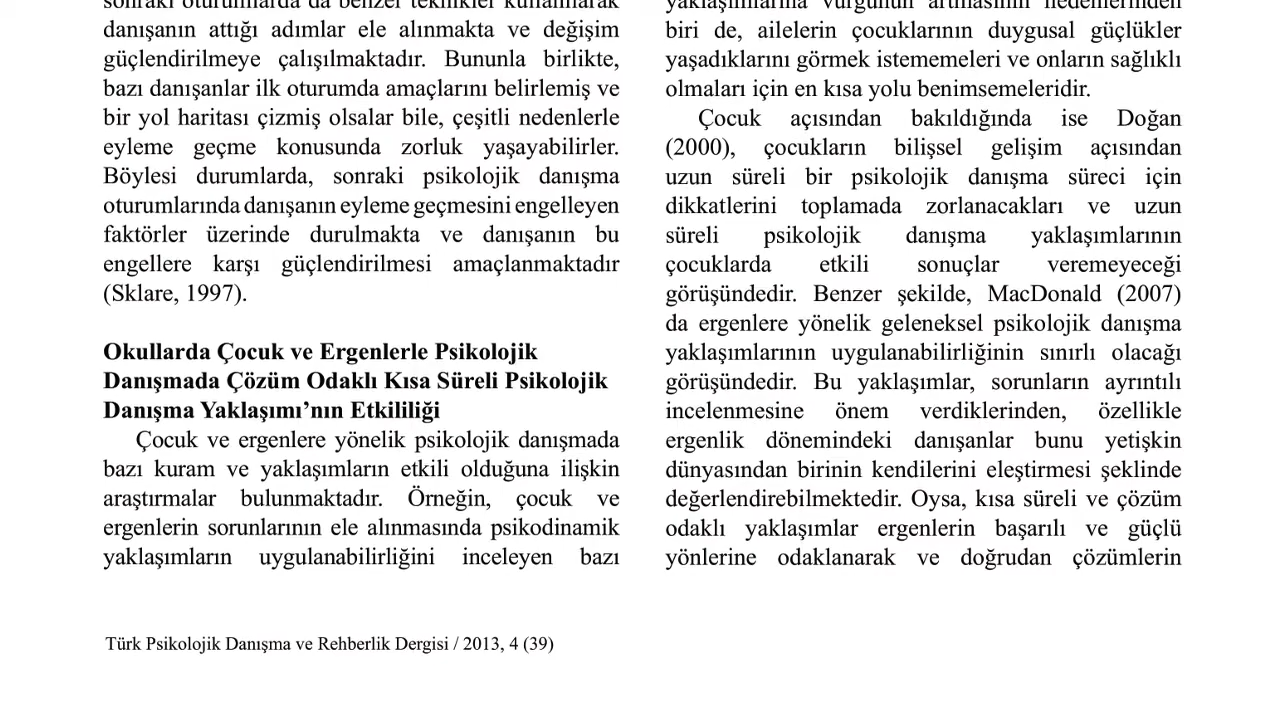 sonraki oturumlarda da benzer teknikler kullanılarak
danışanın attığı adımlar ele alınmakta ve değişim
güçlendirilmeye çalışılmaktadır. Bununla birlikte,
bazı danışanlar ilk oturumda amaçlarını belirlemiş ve
bir yol haritası çizmiş olsalar bile, çeşitli nedenlerle
eyleme geçme konusunda zorluk yaşayabilirler.
Böylesi durumlarda, sonraki psikolojik danışma
oturumlarında danışanın eyleme geçmesini engelleyen
faktörler üzerinde durulmakta ve danışanın bu
engellere karşı güçlendirilmesi amaçlanmaktadır
(Sklare, 1997).
Okullarda Çocuk ve Ergenlerle Psikolojik
Danışmada Çözüm Odaklı Kısa Süreli Psikolojik
Danışma Yaklaşımı’nın Etkililiği
Çocuk ve ergenlere yönelik psikolojik danışmada
bazı kuram ve yaklaşımların etkili olduğuna ilişkin
araştırmalar bulunmaktadır. Örneğin, çocuk ve
ergenlerin sorunlarının ele alınmasında psikodinamik
yaklaşımların uygulanabilirliğini inceleyen bazı
yaklaşımlarına vurgunun artmasının nedenlerinden
biri de, ailelerin çocuklarının duygusal güçlükler
yaşadıklarını görmek istememeleri ve onların sağlıklı
olmaları için en kısa yolu benimsemeleridir.
Çocuk açısından bakıldığında ise Doğan
(2000), çocukların bilişsel gelişim açısından
uzun süreli bir psikolojik danışma süreci için
dikkatlerini toplamada zorlanacakları ve uzun
süreli psikolojik danışma yaklaşımlarının
çocuklarda etkili sonuçlar veremeyeceği
görüşündedir. Benzer şekilde, MacDonald (2007)
da ergenlere yönelik geleneksel psikolojik danışma
yaklaşımlarının uygulanabilirliğinin sınırlı olacağı
görüşündedir. Bu yaklaşımlar, sorunların ayrıntılı
incelenmesine önem verdiklerinden, özellikle
ergenlik dönemindeki danışanlar bunu yetişkin
dünyasından birinin kendilerini eleştirmesi şeklinde
değerlendirebilmektedir. Oysa, kısa süreli ve çözüm
odaklı yaklaşımlar ergenlerin başarılı ve güçlü
yönlerine odaklanarak ve doğrudan çözümlerin
Türk Psikolojik Danışma ve Rehberlik Dergisi / 2013, 4 (39)